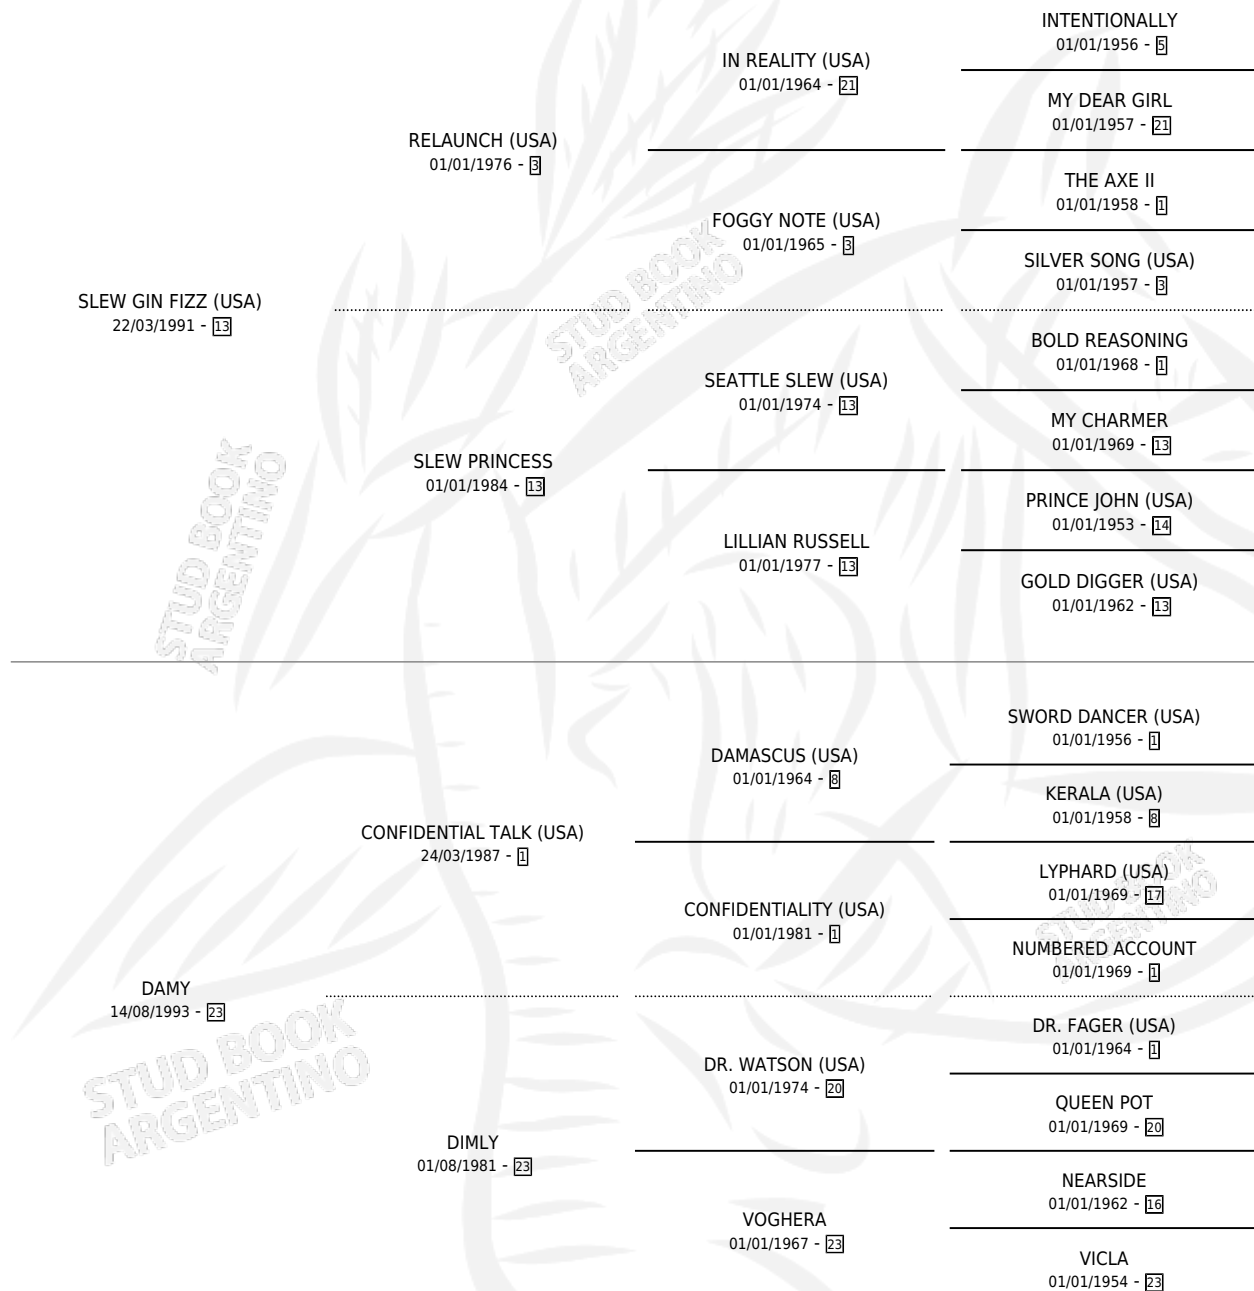 INTENTIONALLY
01/01/1956 - 5
IN REALITY (USA)
01/01/1964 - 21
MY DEAR GIRL
01/01/1957 - 21
RELAUNCH (USA)
01/01/1976 - 3
THE AXE II
01/01/1958 - 1
FOGGY NOTE (USA)
01/01/1965 - 3
SILVER SONG (USA)
01/01/1957 - 3
SLEW GIN FIZZ (USA)
22/03/1991 - 13
BOLD REASONING
01/01/1968 - 1
SEATTLE SLEW (USA)
01/01/1974 - 13
MY CHARMER
01/01/1969 - 13
SLEW PRINCESS
01/01/1984 - 13
PRINCE JOHN (USA)
01/01/1953 - 14
LILLIAN RUSSELL
01/01/1977 - 13
GOLD DIGGER (USA)
01/01/1962 - 13
SWORD DANCER (USA)
01/01/1956 - 1
DAMASCUS (USA)
01/01/1964 - 8
KERALA (USA)
01/01/1958 - 8
CONFIDENTIAL TALK (USA)
24/03/1987 - 1
LYPHARD (USA)
01/01/1969 - 17
CONFIDENTIALITY (USA)
01/01/1981 - 1
NUMBERED ACCOUNT
01/01/1969 - 1
DAMY
14/08/1993 - 23
DR. FAGER (USA)
01/01/1964 - 1
DR. WATSON (USA)
01/01/1974 - 20
QUEEN POT
01/01/1969 - 20
DIMLY
01/08/1981 - 23
NEARSIDE
01/01/1962 - 16
VOGHERA
01/01/1967 - 23
VICLA
01/01/1954 - 23
STUD BOOK
ARGENTINO
STUD BOOK
ARGENTINO
STUD BOOK
ARGENTINO
STUD BOOK
ARGENTINO